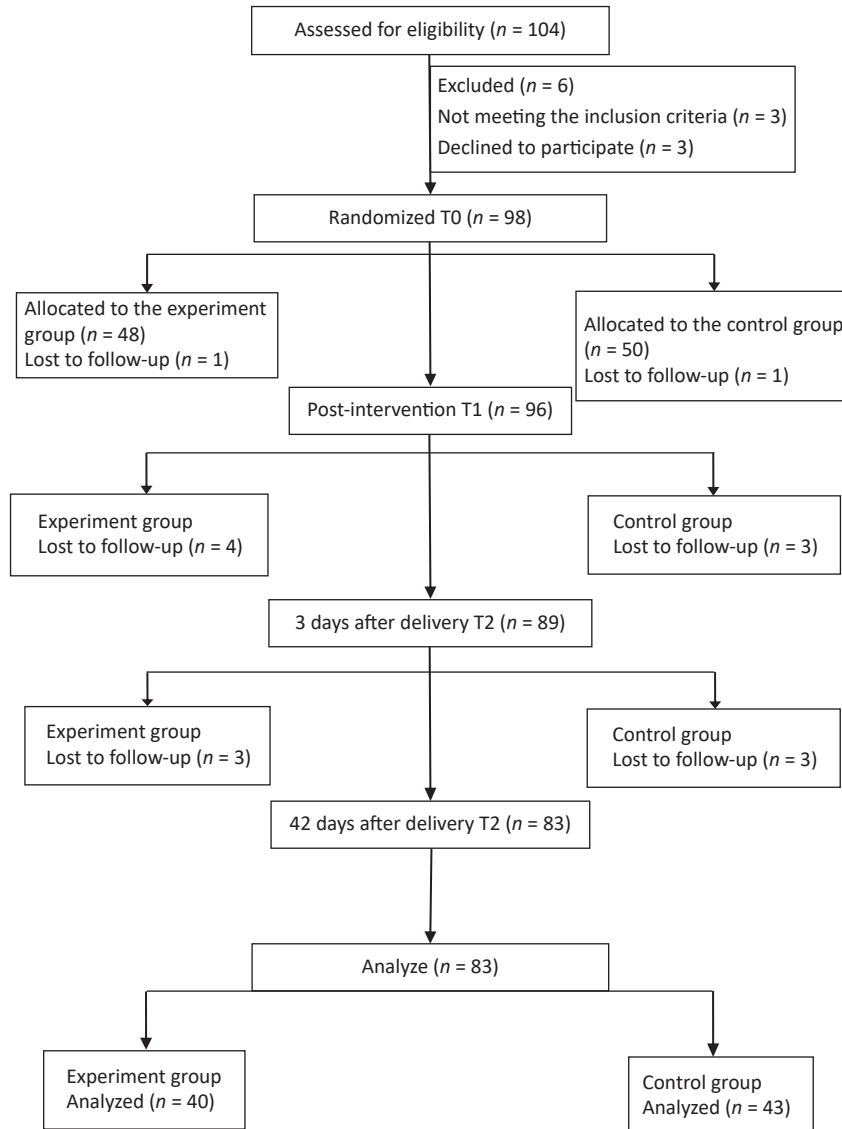 Assessed for eligibility (n = 104)
Excluded (n = 6)
Not meeting the inclusion criteria (n = 3)
Declined to participate (n = 3)
Randomized T0 (n = 98)
Allocated to the experiment
group (n = 48)
Lost to follow-up (n = 1)
Allocated to the control group
(n = 50)
Lost to follow-up (n = 1)
Post-intervention T1 (n = 96)
Experiment group
Lost to follow-up (n = 4)
Control group
Lost to follow-up (n = 3)
3 days after delivery T2 (n = 89)
Experiment group
Lost to follow-up (n = 3)
Control group
Lost to follow-up (n = 3)
42 days after delivery T2 (n = 83)
Analyze (n = 83)
Experiment group
Analyzed (n = 40)
Control group
Analyzed (n = 43)